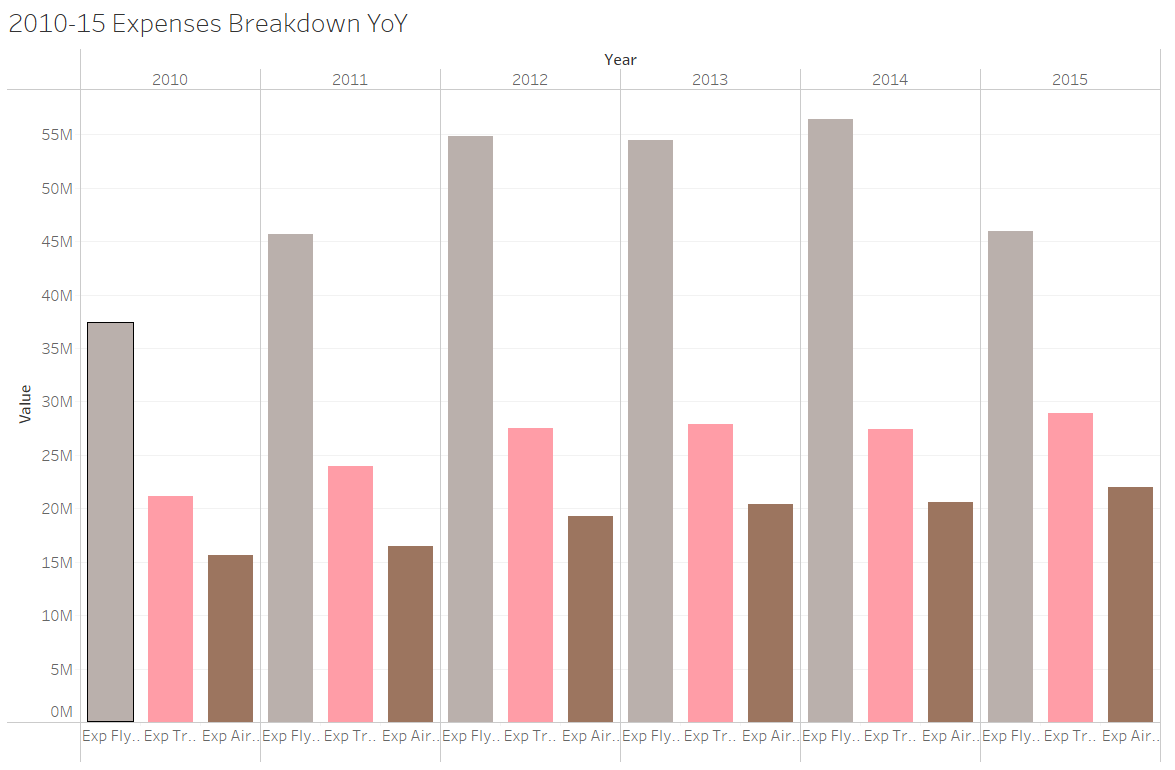 2010-15 Expenses Breakdown YoY
Year
2010 2011 2012 2013 2014 2015
55M
50M
45M
40M
35M
30M
25M
20M
15M
10M
5M
0M
Value
Exp Fly.. Exp Tr.. Exp Air.. Exp Fly.. Exp Tr.. Exp Air.. Exp Fly.. Exp Tr.. Exp Air.. Exp Fly.. Exp Tr.. Exp Air.. Exp Fly.. Exp Tr.. Exp Air.. Exp Fly.. Exp Tr.. Exp Air..